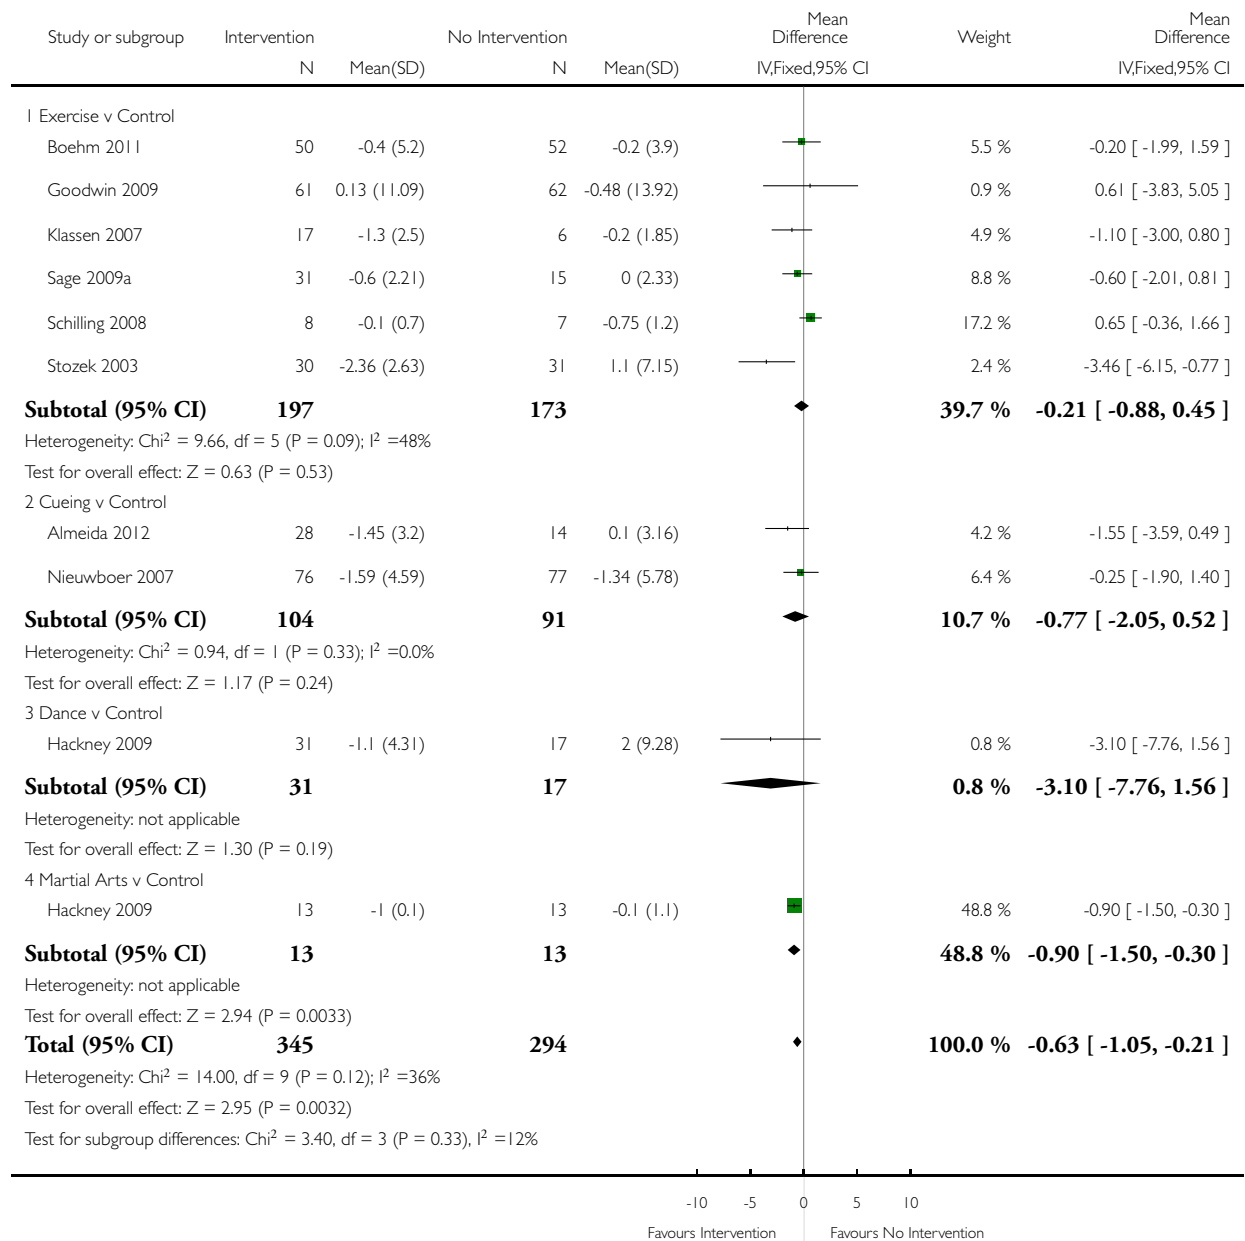 Study or subgroup Intervention No Intervention Mean Difference Weight Mean Difference
N Mean(SD) N Mean(SD) IV,Fixed,95% CI IV,Fixed,95% CI
1 Exercise v Control
Boehm 2011 50 -0.4 (5.2) 52 -0.2 (3.9) 5.5 % -0.20 [ -1.99, 1.59 ]
Goodwin 2009 61 0.13 (11.09) 62 -0.48 (13.92) 0.9 % 0.61 [ -3.83, 5.05 ]
Klassen 2007 17 -1.3 (2.5) 6 -0.2 (1.85) 4.9 % -1.10 [ -3.00, 0.80 ]
Sage 2009a 31 -0.6 (2.21) 15 0 (2.33) 8.8 % -0.60 [ -2.01, 0.81 ]
Schilling 2008 8 -0.1 (0.7) 7 -0.75 (1.2) 17.2 % 0.65 [ -0.36, 1.66 ]
Stozek 2003 30 -2.36 (2.63) 31 1.1 (7.15) 2.4 % -3.46 [ -6.15, -0.77 ]
Subtotal (95% CI) 197 173 39.7 % -0.21 [ -0.88, 0.45 ]
Heterogeneity: Chi² = 9.66, df = 5 (P = 0.09); I² =48%
Test for overall effect: Z = 0.63 (P = 0.53)
2 Cueing v Control
Almeida 2012 28 -1.45 (3.2) 14 0.1 (3.16) 4.2 % -1.55 [ -3.59, 0.49 ]
Nieuwboer 2007 76 -1.59 (4.59) 77 -1.34 (5.78) 6.4 % -0.25 [ -1.90, 1.40 ]
Subtotal (95% CI) 104 91 10.7 % -0.77 [ -2.05, 0.52 ]
Heterogeneity: Chi² = 0.94, df = 1 (P = 0.33); I² =0.0%
Test for overall effect: Z = 1.17 (P = 0.24)
3 Dance v Control
Hackney 2009 31 -1.1 (4.31) 17 2 (9.28) 0.8 % -3.10 [ -7.76, 1.56 ]
Subtotal (95% CI) 31 17 0.8 % -3.10 [ -7.76, 1.56 ]
Heterogeneity: not applicable
Test for overall effect: Z = 1.30 (P = 0.19)
4 Martial Arts v Control
Hackney 2009 13 -1 (0.1) 13 -0.1 (1.1) 48.8 % -0.90 [ -1.50, -0.30 ]
Subtotal (95% CI) 13 13 48.8 % -0.90 [ -1.50, -0.30 ]
Heterogeneity: not applicable
Test for overall effect: Z = 2.94 (P = 0.0033)
Total (95% CI) 345 294 100.0 % -0.63 [ -1.05, -0.21 ]
Heterogeneity: Chi² = 14.00, df = 9 (P = 0.12); I² =36%
Test for overall effect: Z = 2.95 (P = 0.0032)
Test for subgroup differences: Chi² = 3.40, df = 3 (P = 0.33), I² =12%
-10 -5 0 5 10
Favours Intervention Favours No Intervention